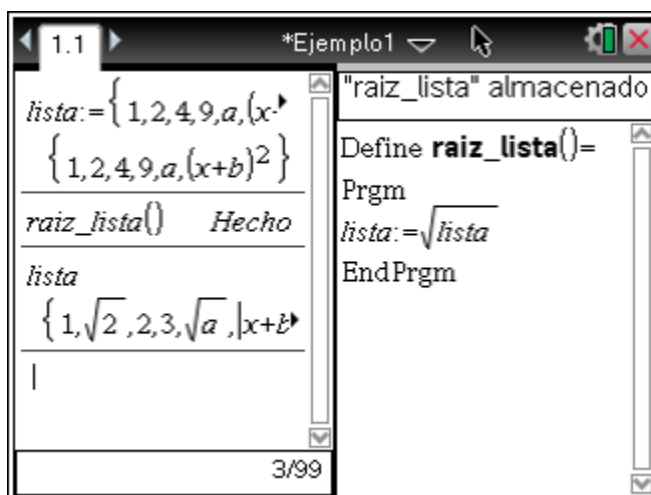 1.1
*Ejemplo1
lista:={1,2,4,9,a,(x
{1,2,4,9,a,(x+b)²}
raiz_lista() Hecho
lista
{1,√2,2,3,√a,|x+b
3/99
"raiz_lista" almacenado
Define raiz_lista()=
Prgm
lista:=√lista
EndPrgm